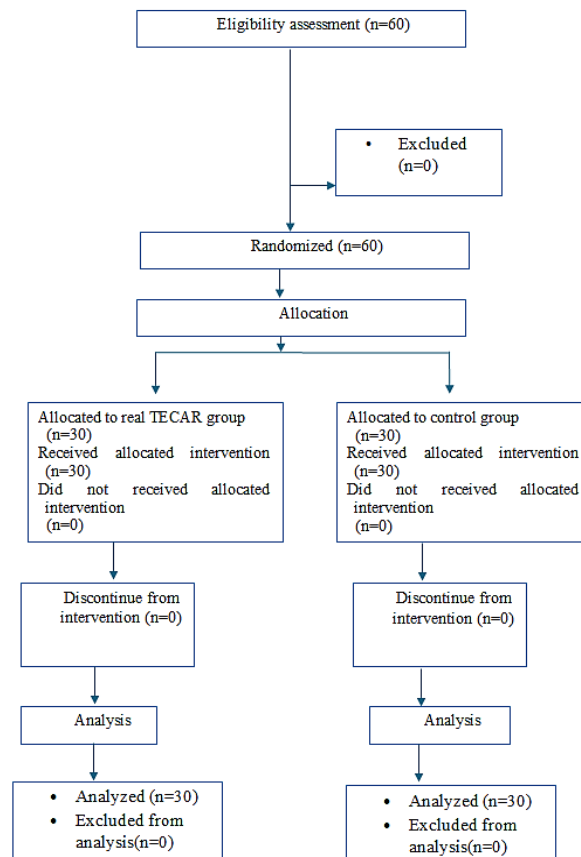 Eligibility assessment (n=60)
• Excluded
(n=0)
Randomized (n=60)
Allocation
Allocated to real TECAR group
(n=30)
Received allocated intervention
(n=30)
Did not received allocated
intervention
(n=0)
Allocated to control group
(n=30)
Received allocated intervention
(n=30)
Did not received allocated
intervention
(n=0)
Discontinue from
intervention (n=0)
Discontinue from
intervention (n=0)
Analysis
Analysis
• Analyzed (n=30)
• Excluded from
analysis(n=0)
• Analyzed (n=30)
• Excluded from
analysis(n=0)